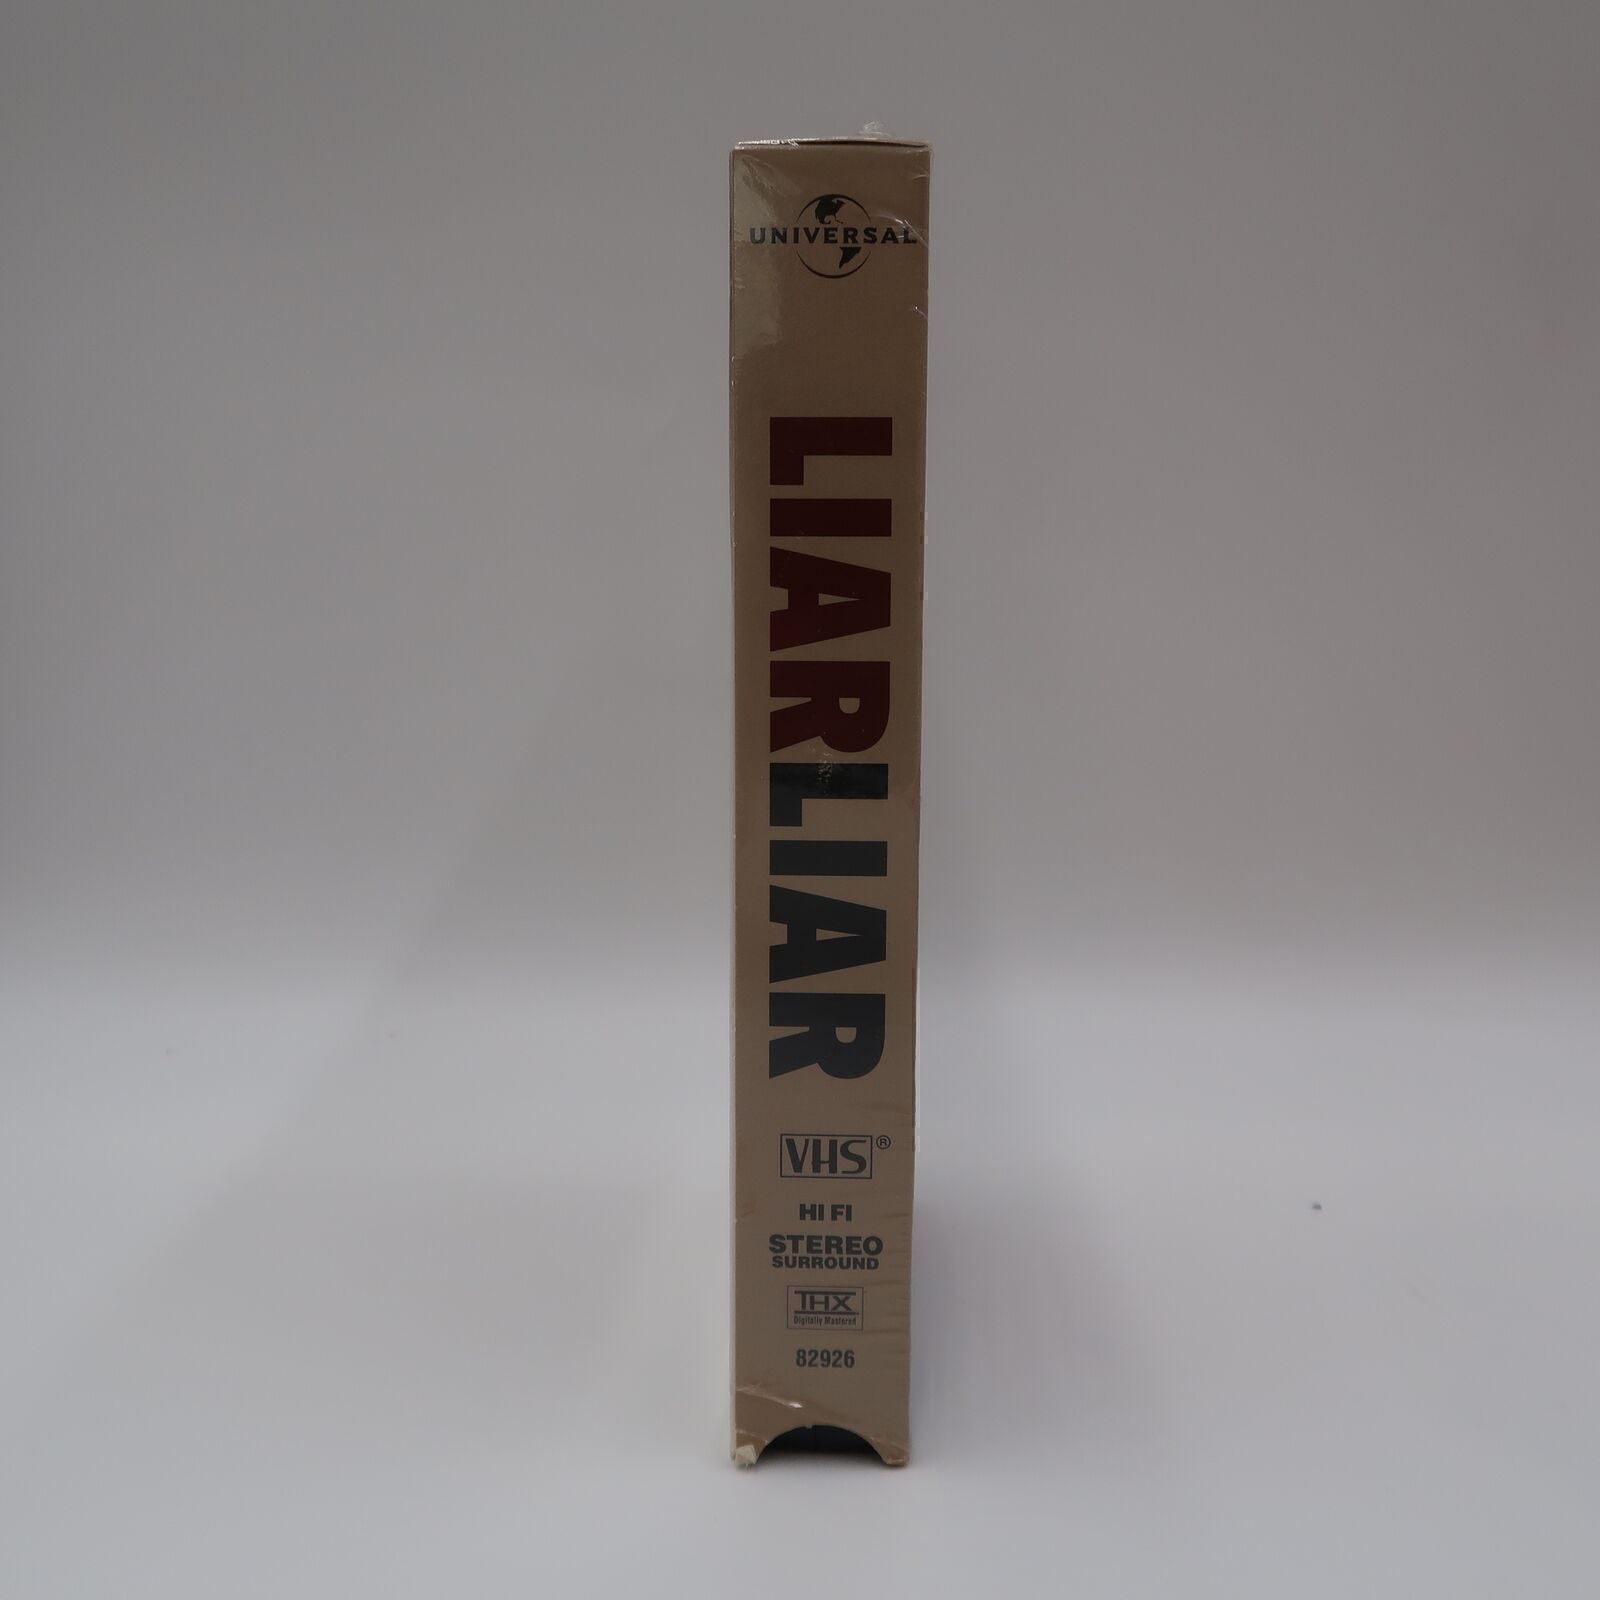 UNIVERSAL
LIARLIAR
VHS®
HI FI
STEREO
SURROUND
THX
Digitally Mastered
82926